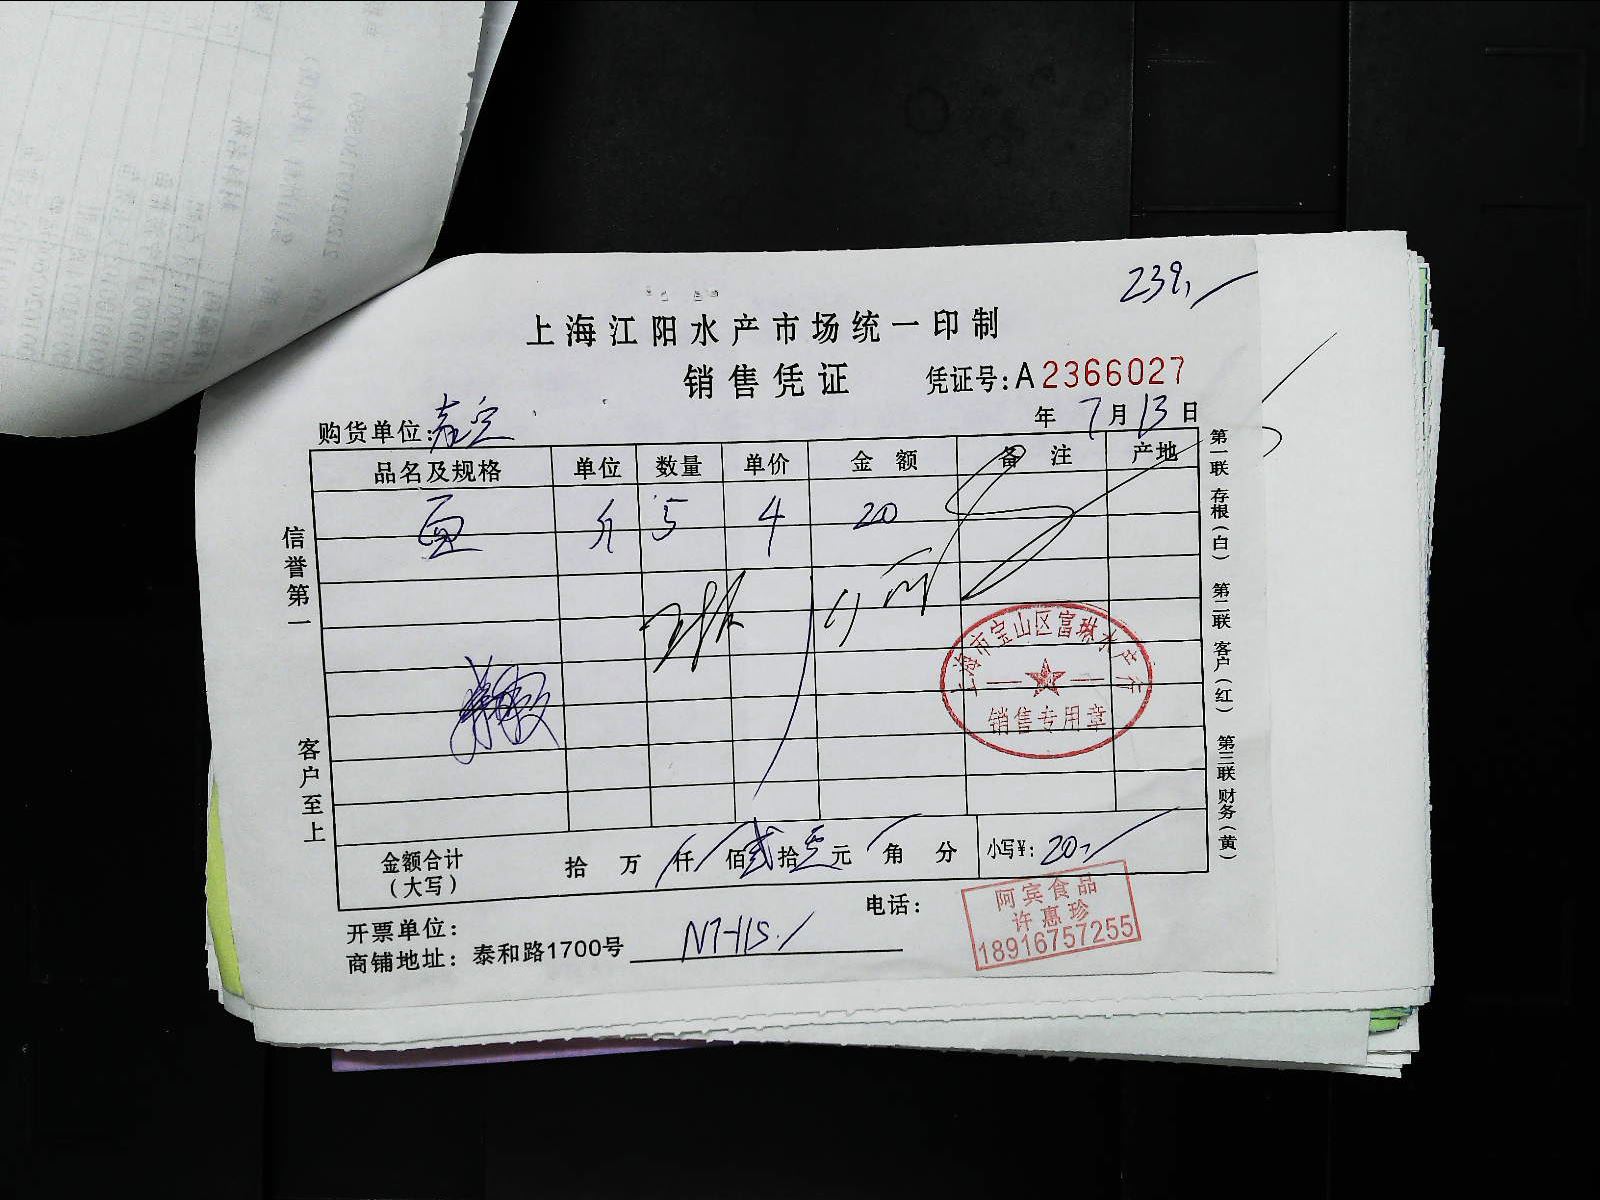 239,
上海江阳水产市场统一印制
销售凭证 凭证号:A2366027
年 7月13日
购货单位:
品名及规格 单位 数量 单价 金额 备注 产地
面 斤 5 4 20
信誉第一
客户至上
第一联 存根(白) 第二联 客户(红) 第三联 财务(黄)
上海市宝山区富琳水产行
销售专用章
金额合计(大写) 拾 万 仟 佰 贰 拾 零 元 角 分 小写¥: 20,
开票单位: 电话:
商铺地址: 泰和路1700号
阿宾食品
许惠珍
18916757255